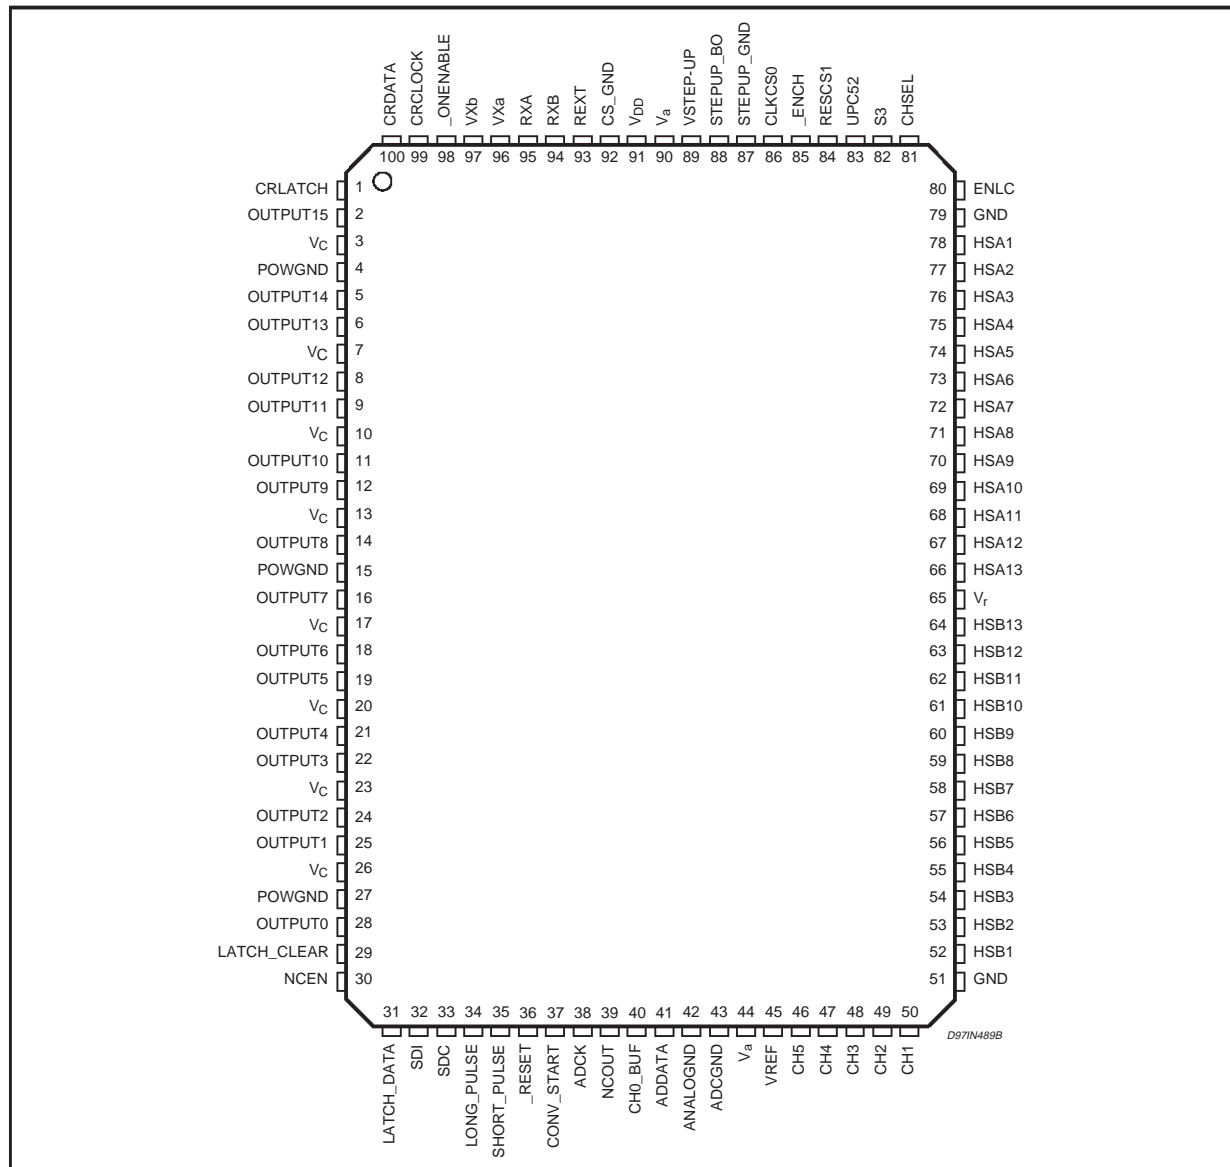 CRDATA
CRCLOCK
_ONENABLE
VXb
VXa
RXA
RXB
REXT
CS_GND
VDD
Va
VSTEP-UP
STEPUP_BO
STEPUP_GND
CLKCS0
_ENCH
RESCS1
UPC52
S3
CHSEL
100 99 98 97 96 95 94 93 92 91 90 89 88 87 86 85 84 83 82 81
CRLATCH 1 80 ENLC
OUTPUT15 2 79 GND
VC 3 78 HSA1
POWGND 4 77 HSA2
OUTPUT14 5 76 HSA3
OUTPUT13 6 75 HSA4
VC 7 74 HSA5
OUTPUT12 8 73 HSA6
OUTPUT11 9 72 HSA7
VC 10 71 HSA8
OUTPUT10 11 70 HSA9
OUTPUT9 12 69 HSA10
VC 13 68 HSA11
OUTPUT8 14 67 HSA12
POWGND 15 66 HSA13
OUTPUT7 16 65 Vr
VC 17 64 HSB13
OUTPUT6 18 63 HSB12
OUTPUT5 19 62 HSB11
VC 20 61 HSB10
OUTPUT4 21 60 HSB9
OUTPUT3 22 59 HSB8
VC 23 58 HSB7
OUTPUT2 24 57 HSB6
OUTPUT1 25 56 HSB5
VC 26 55 HSB4
POWGND 27 54 HSB3
OUTPUT0 28 53 HSB2
LATCH_CLEAR 29 52 HSB1
NCEN 30 51 GND
31 32 33 34 35 36 37 38 39 40 41 42 43 44 45 46 47 48 49 50
LATCH_DATA
SDI
SDC
LONG_PULSE
SHORT_PULSE
_RESET
CONV_START
ADCK
NCOUT
CH0_BUF
ADDATA
ANALOGND
ADCGND
Va
VREF
CH5
CH4
CH3
CH2
CH1
D97IN489B